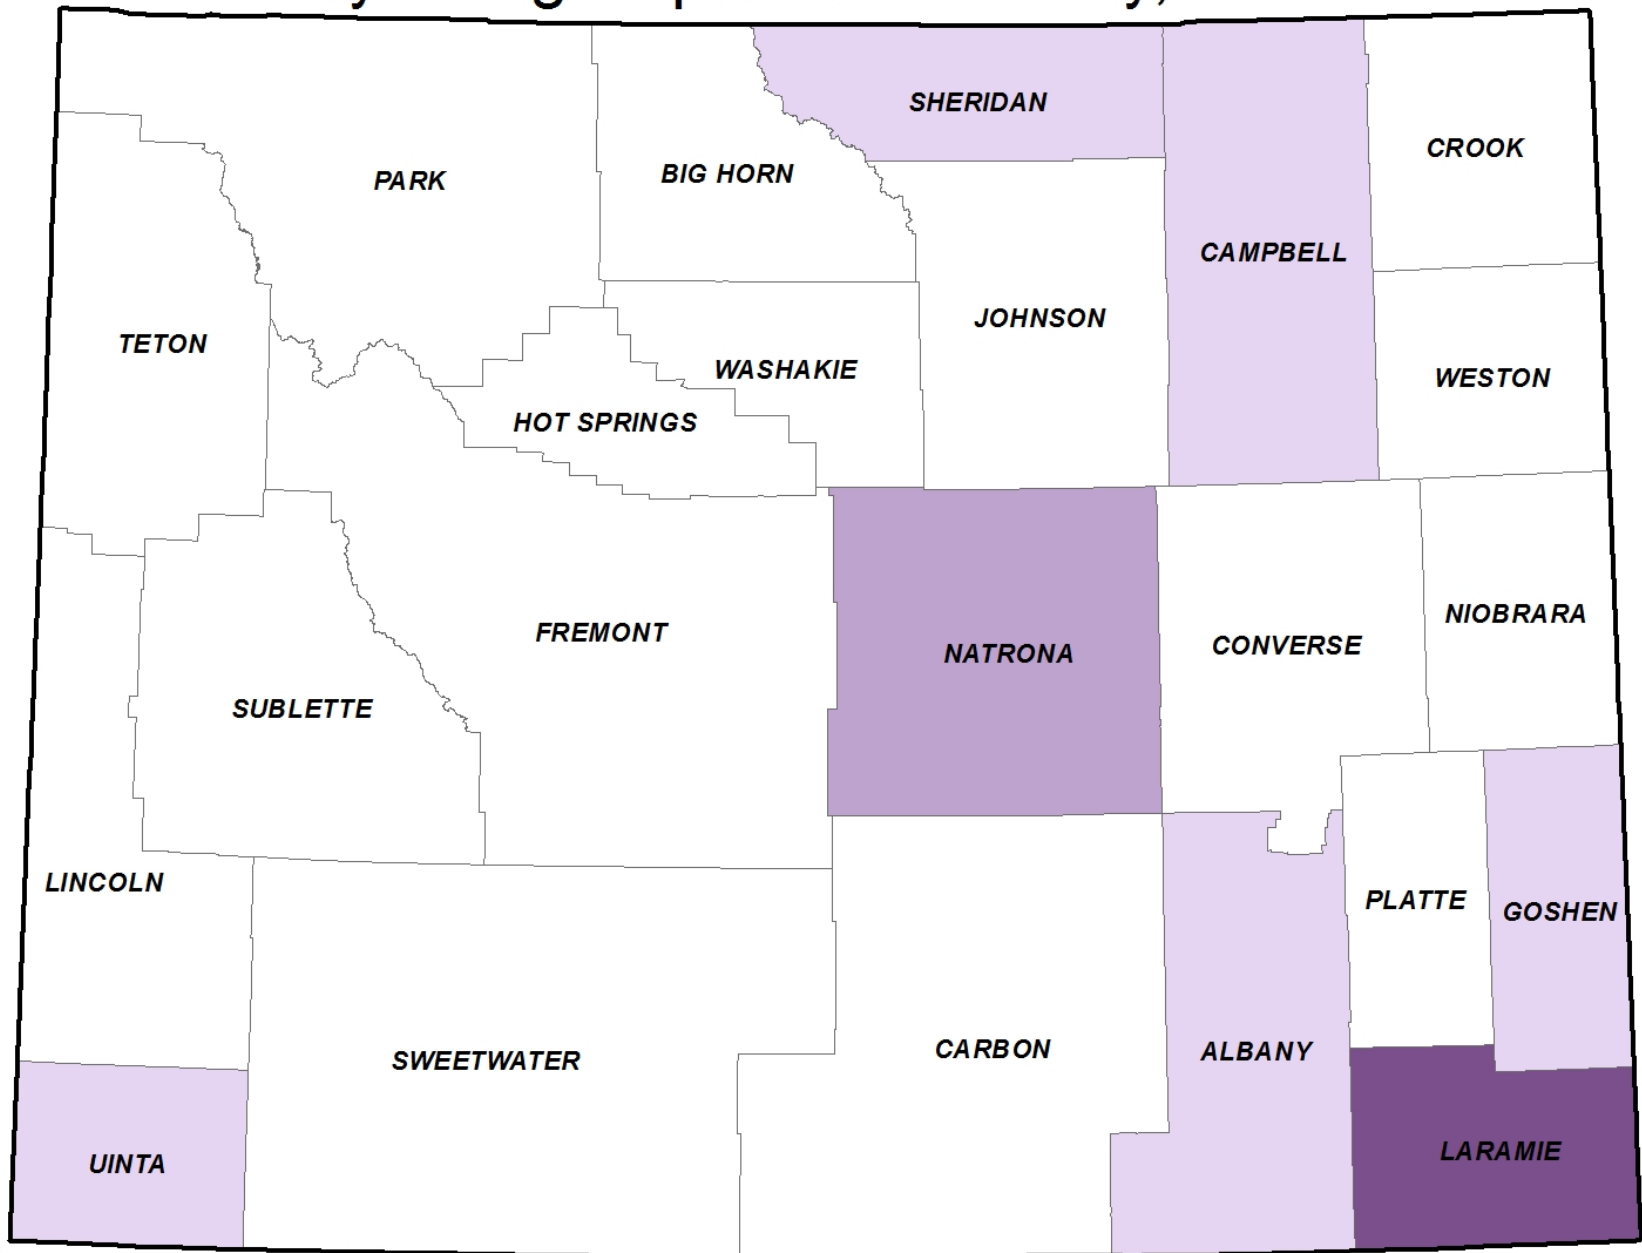 SHERIDAN
CROOK
BIG HORN
PARK
CAMPBELL
JOHNSON
TETON
WASHAKIE
WESTON
HOT SPRINGS
NIOBRARA
FREMONT
CONVERSE
NATRONA
SUBLETTE
LINCOLN
PLATTE
GOSHEN
CARBON
ALBANY
SWEETWATER
LARAMIE
UINTA